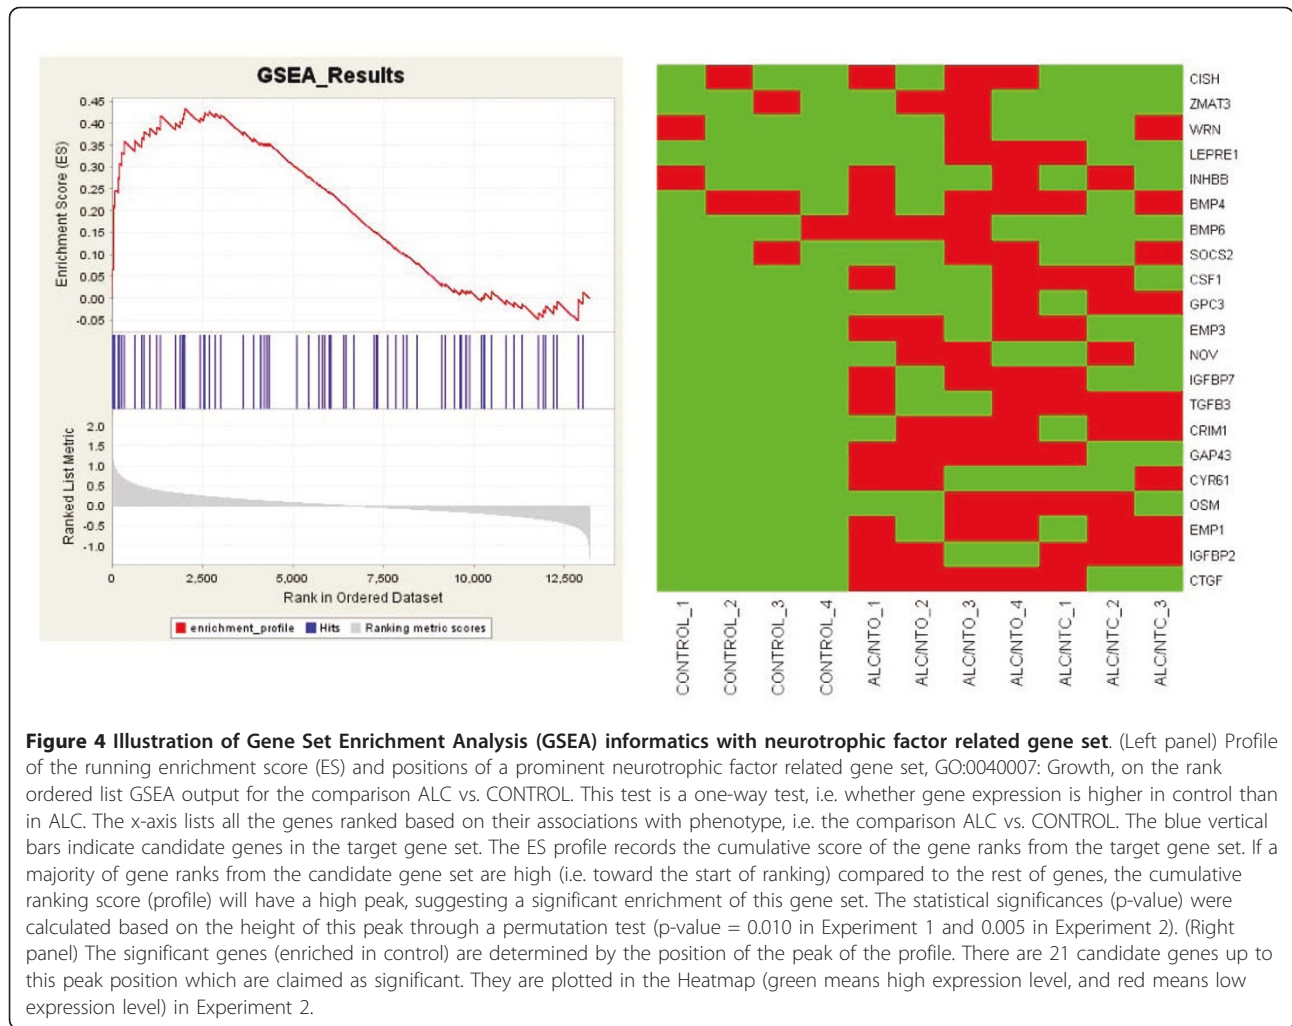 GSEA_Results
Enrichment Score (ES)
0.45
0.40
0.35
0.30
0.25
0.20
0.15
0.10
0.05
0.00
-0.05
Ranked List Metric
2.0
1.5
1.0
0.5
0.0
-0.5
-1.0
0 2,500 5,000 7,500 10,000 12,500
Rank in Ordered Dataset
enrichment_profile Hits Ranking metric scores
CISH
ZMAT3
WRN
LEPRE1
INHBB
BMP4
BMP6
SOCS2
CSF1
GPC3
EMP3
NOV
IGFBP7
TGFB3
CRIM1
GAP43
CYR61
OSM
EMP1
IGFBP2
CTGF
CONTROL_1
CONTROL_2
CONTROL_3
CONTROL_4
ALC/NTO_1
ALC/NTO_2
ALC/NTO_3
ALC/NTO_4
ALC/NTC_1
ALC/NTC_2
ALC/NTC_3
Figure 4 Illustration of Gene Set Enrichment Analysis (GSEA) informatics with neurotrophic factor related gene set. (Left panel) Profile
of the running enrichment score (ES) and positions of a prominent neurotrophic factor related gene set, GO:0040007: Growth, on the rank
ordered list GSEA output for the comparison ALC vs. CONTROL. This test is a one-way test, i.e. whether gene expression is higher in control than
in ALC. The x-axis lists all the genes ranked based on their associations with phenotype, i.e. the comparison ALC vs. CONTROL. The blue vertical
bars indicate candidate genes in the target gene set. The ES profile records the cumulative score of the gene ranks from the target gene set. If a
majority of gene ranks from the candidate gene set are high (i.e. toward the start of ranking) compared to the rest of genes, the cumulative
ranking score (profile) will have a high peak, suggesting a significant enrichment of this gene set. The statistical significances (p-value) were
calculated based on the height of this peak through a permutation test (p-value = 0.010 in Experiment 1 and 0.005 in Experiment 2). (Right
panel) The significant genes (enriched in control) are determined by the position of the peak of the profile. There are 21 candidate genes up to
this peak position which are claimed as significant. They are plotted in the Heatmap (green means high expression level, and red means low
expression level) in Experiment 2.